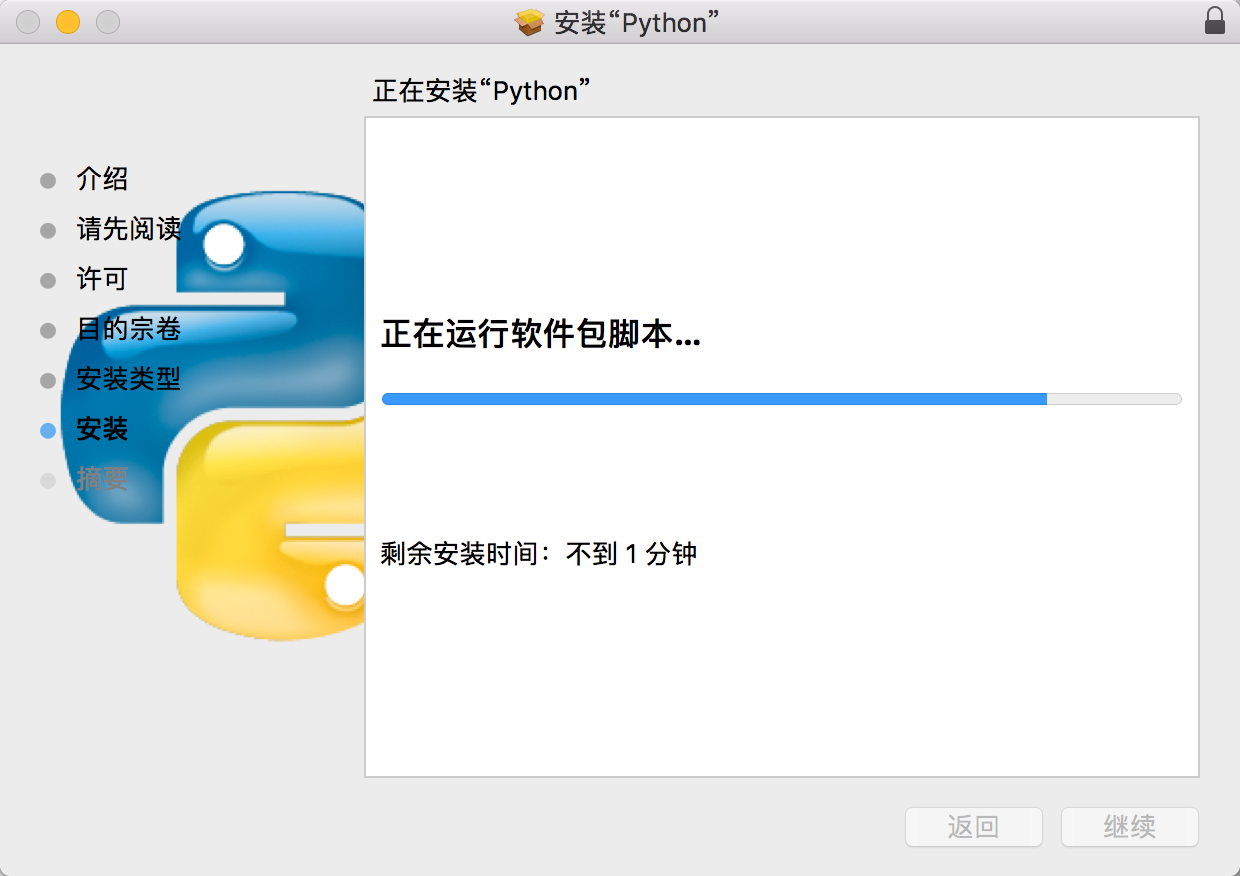 安装“Python”
正在安装“Python”
介绍
请先阅读
许可
目的宗卷
安装类型
安装
摘要
正在运行软件包脚本...
剩余安装时间：不到 1 分钟
返回
继续